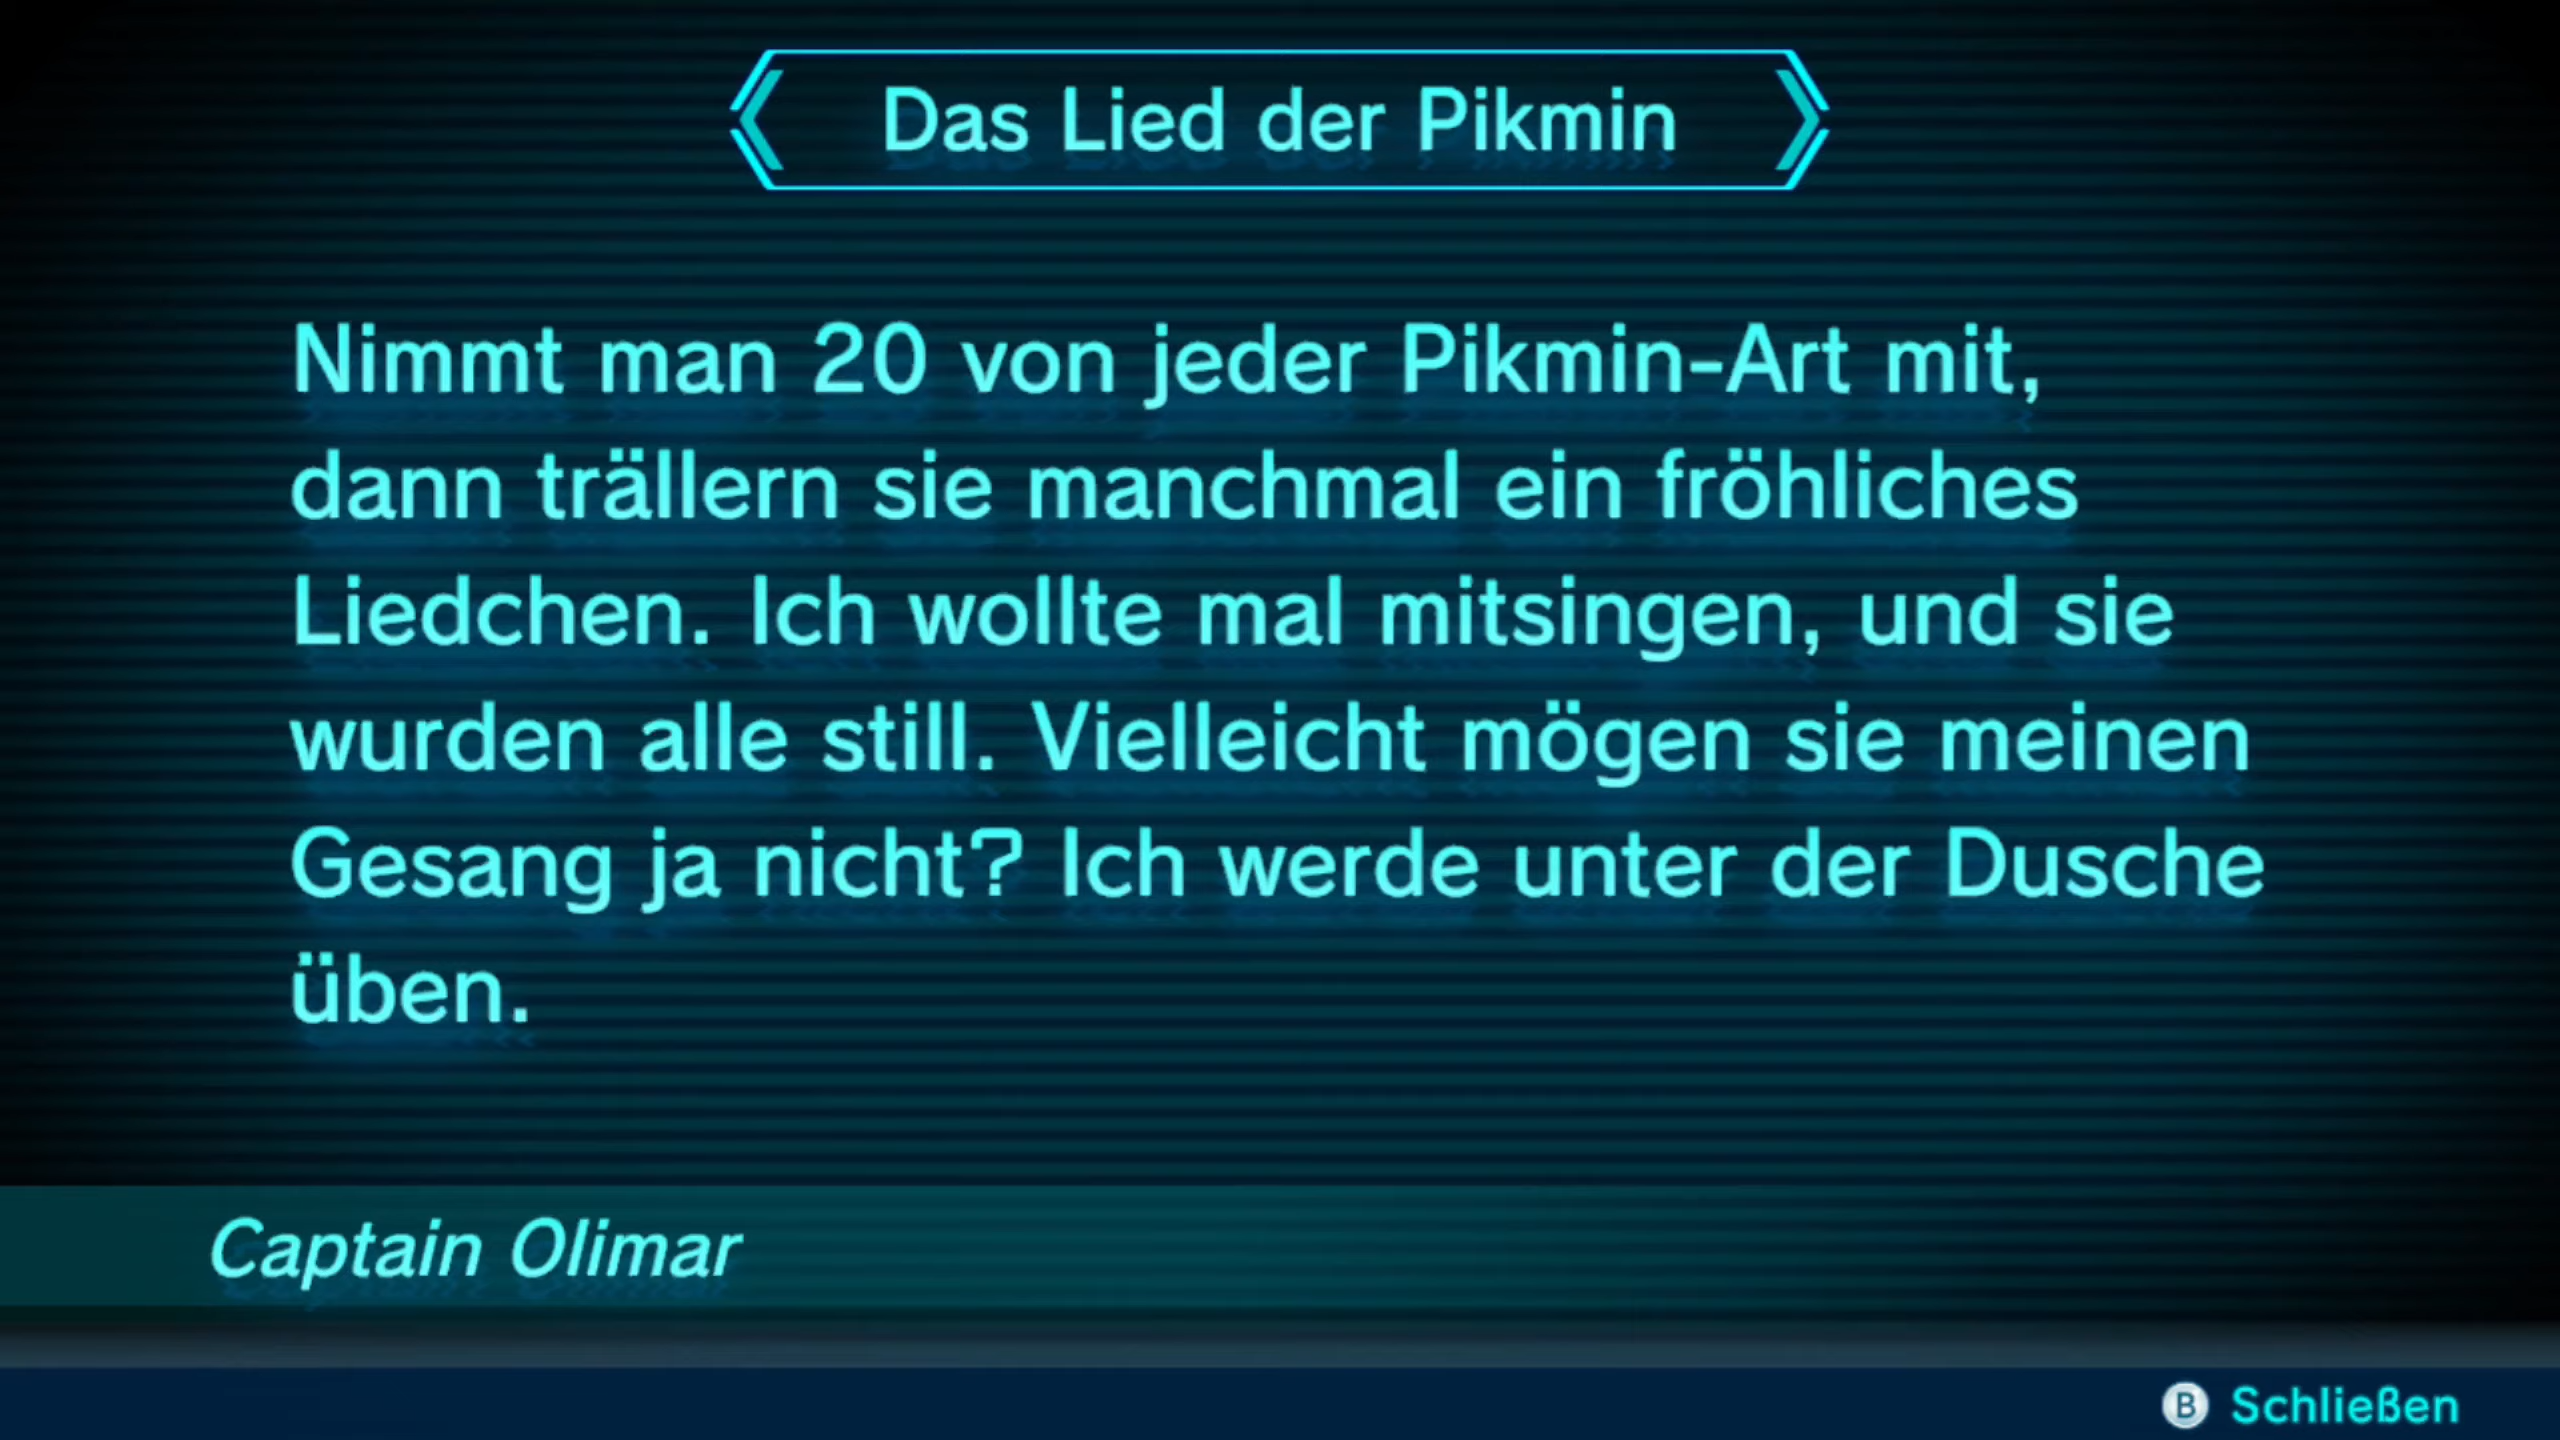 Das Lied der Pikmin
Nimmt man 20 von jeder Pikmin-Art mit,
dann trällern sie manchmal ein fröhliches
Liedchen. Ich wollte mal mitsingen, und sie
wurden alle still. Vielleicht mögen sie meinen
Gesang ja nicht? Ich werde unter der Dusche
üben.
Captain Olimar
B Schließen